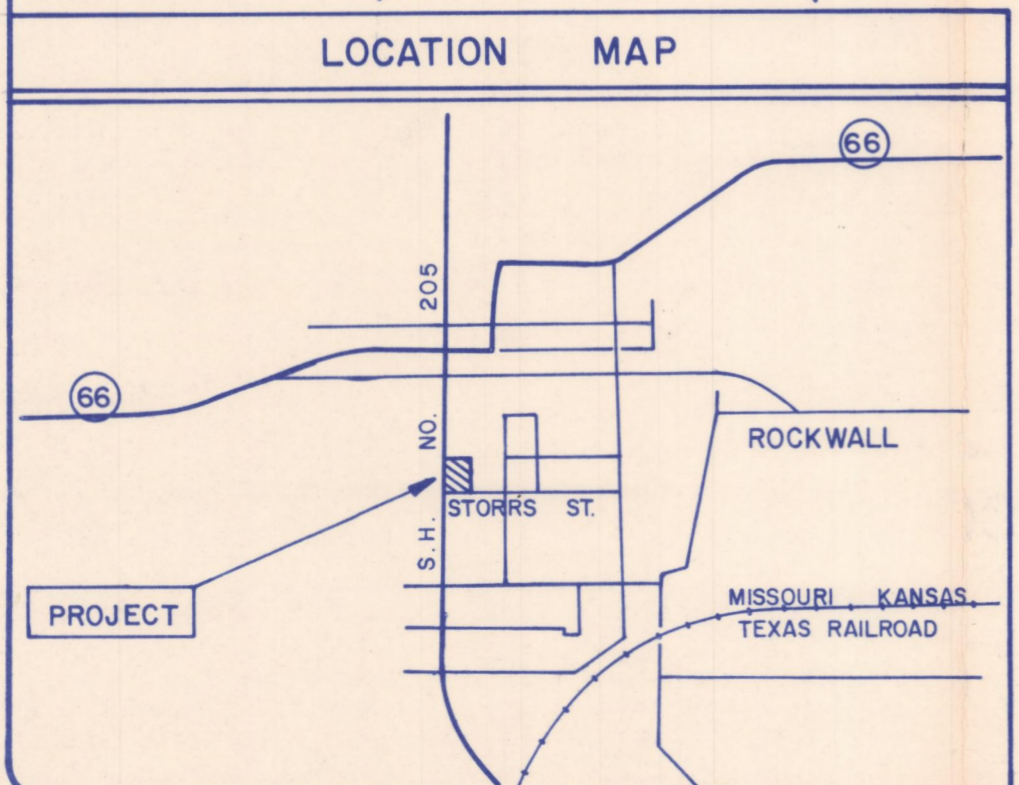 LOCATION MAP
66
205
66
S.H. NO.
ROCKWALL
STORRS ST.
PROJECT
MISSOURI KANSAS
TEXAS RAILROAD